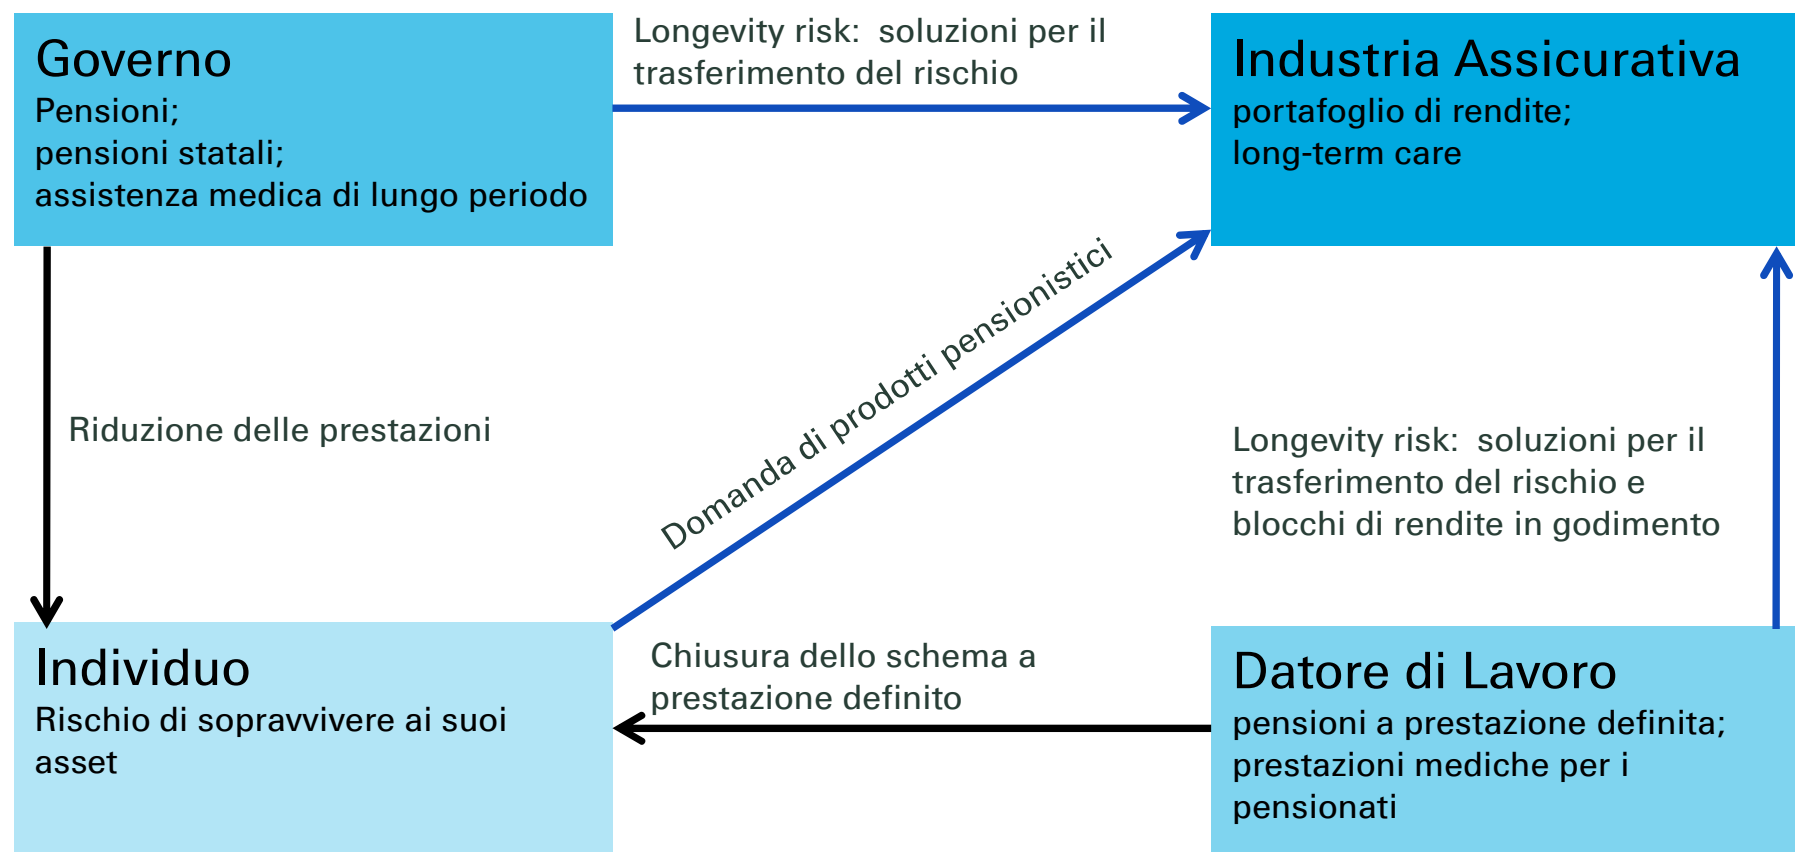 Governo
Pensioni;
pensioni statali;
assistenza medica di lungo periodo
Longevity risk:  soluzioni per il
trasferimento del rischio
Industria Assicurativa
portafoglio di rendite;
long-term care
Riduzione delle prestazioni
Domanda di prodotti pensionistici
Longevity risk:  soluzioni per il
trasferimento del rischio e
blocchi di rendite in godimento
Individuo
Rischio di sopravvivere ai suoi
asset
Chiusura dello schema a
prestazione definito
Datore di Lavoro
pensioni a prestazione definita;
prestazioni mediche per i
pensionati